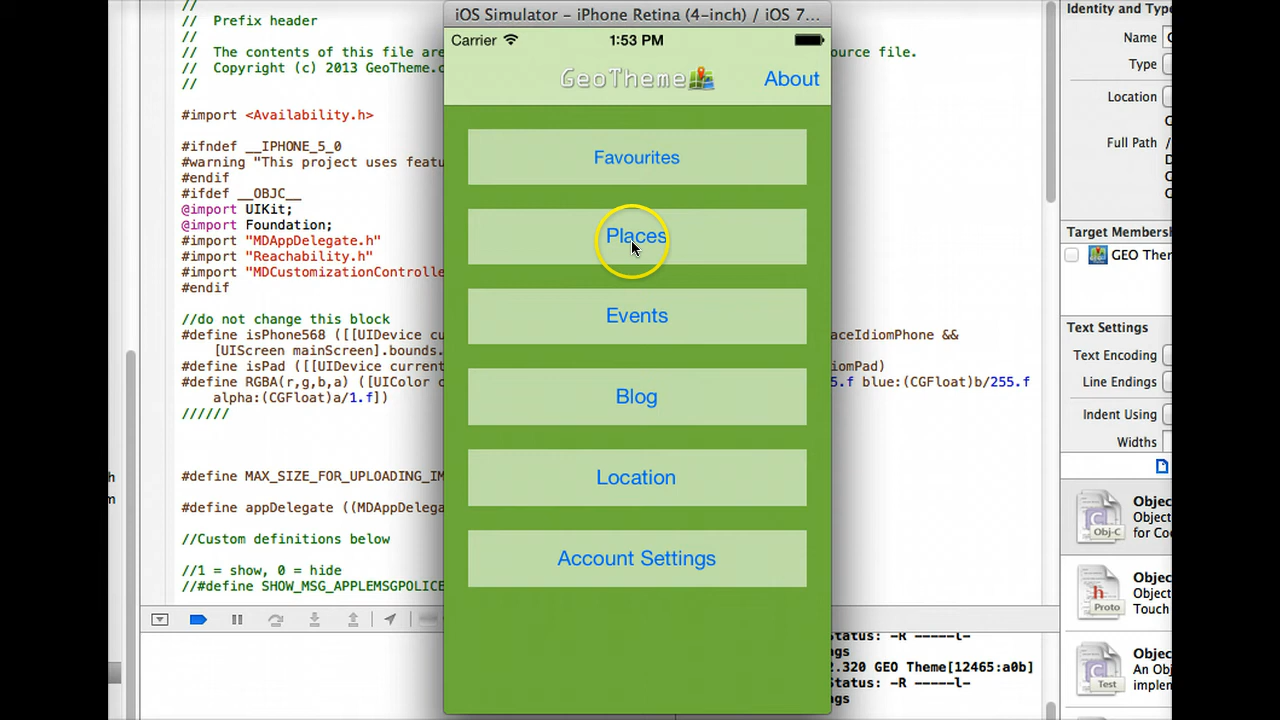 //
// Prefix header
//
// The contents of this file are
// Copyright (c) 2013 GeoTheme.c
//
#import <Availability.h>
#ifndef __IPHONE_5_0
#warning "This project uses featu
#endif
#ifdef __OBJC__
@import UIKit;
@import Foundation;
#import "MDAppDelegate.h"
#import "Reachability.h"
#import "MDCustomizationControlle
#endif
//do not change this block
#define isPhone568 ([[UIDevice cu
[UIScreen mainScreen].bounds.
#define isPad ([[UIDevice current
#define RGBA(r,g,b,a) ([UIColor c
alpha:(CGFloat)a/1.f])
//////
#define MAX_SIZE_FOR_UPLOADING_IM
#define appDelegate ((MDAppDelega
//Custom definitions below
//1 = show, 0 = hide
//#define SHOW_MSG_APPLEMSGPOLICE
iOS Simulator – iPhone Retina (4-inch) / iOS 7...
Carrier 1:53 PM
GeoTheme About
Favourites
Places
Events
Blog
Location
Account Settings
ource file.
aceIdiomPhone &&
iomPad)
5.f blue:(CGFloat)b/255.f
Status: -R -----l-
ngs
2.320 GEO Theme[12465:a0b]
Status: -R -----l-
ngs
Identity and Type
Name
Type
Location
Full Path /
Target Membersh
GEO Ther
Text Settings
Text Encoding
Line Endings
Indent Using
Widths
Objec
Object
for Coc
Obj-C
Objec
Object
Touch
Proto
Objec
An Obj
implem
Test